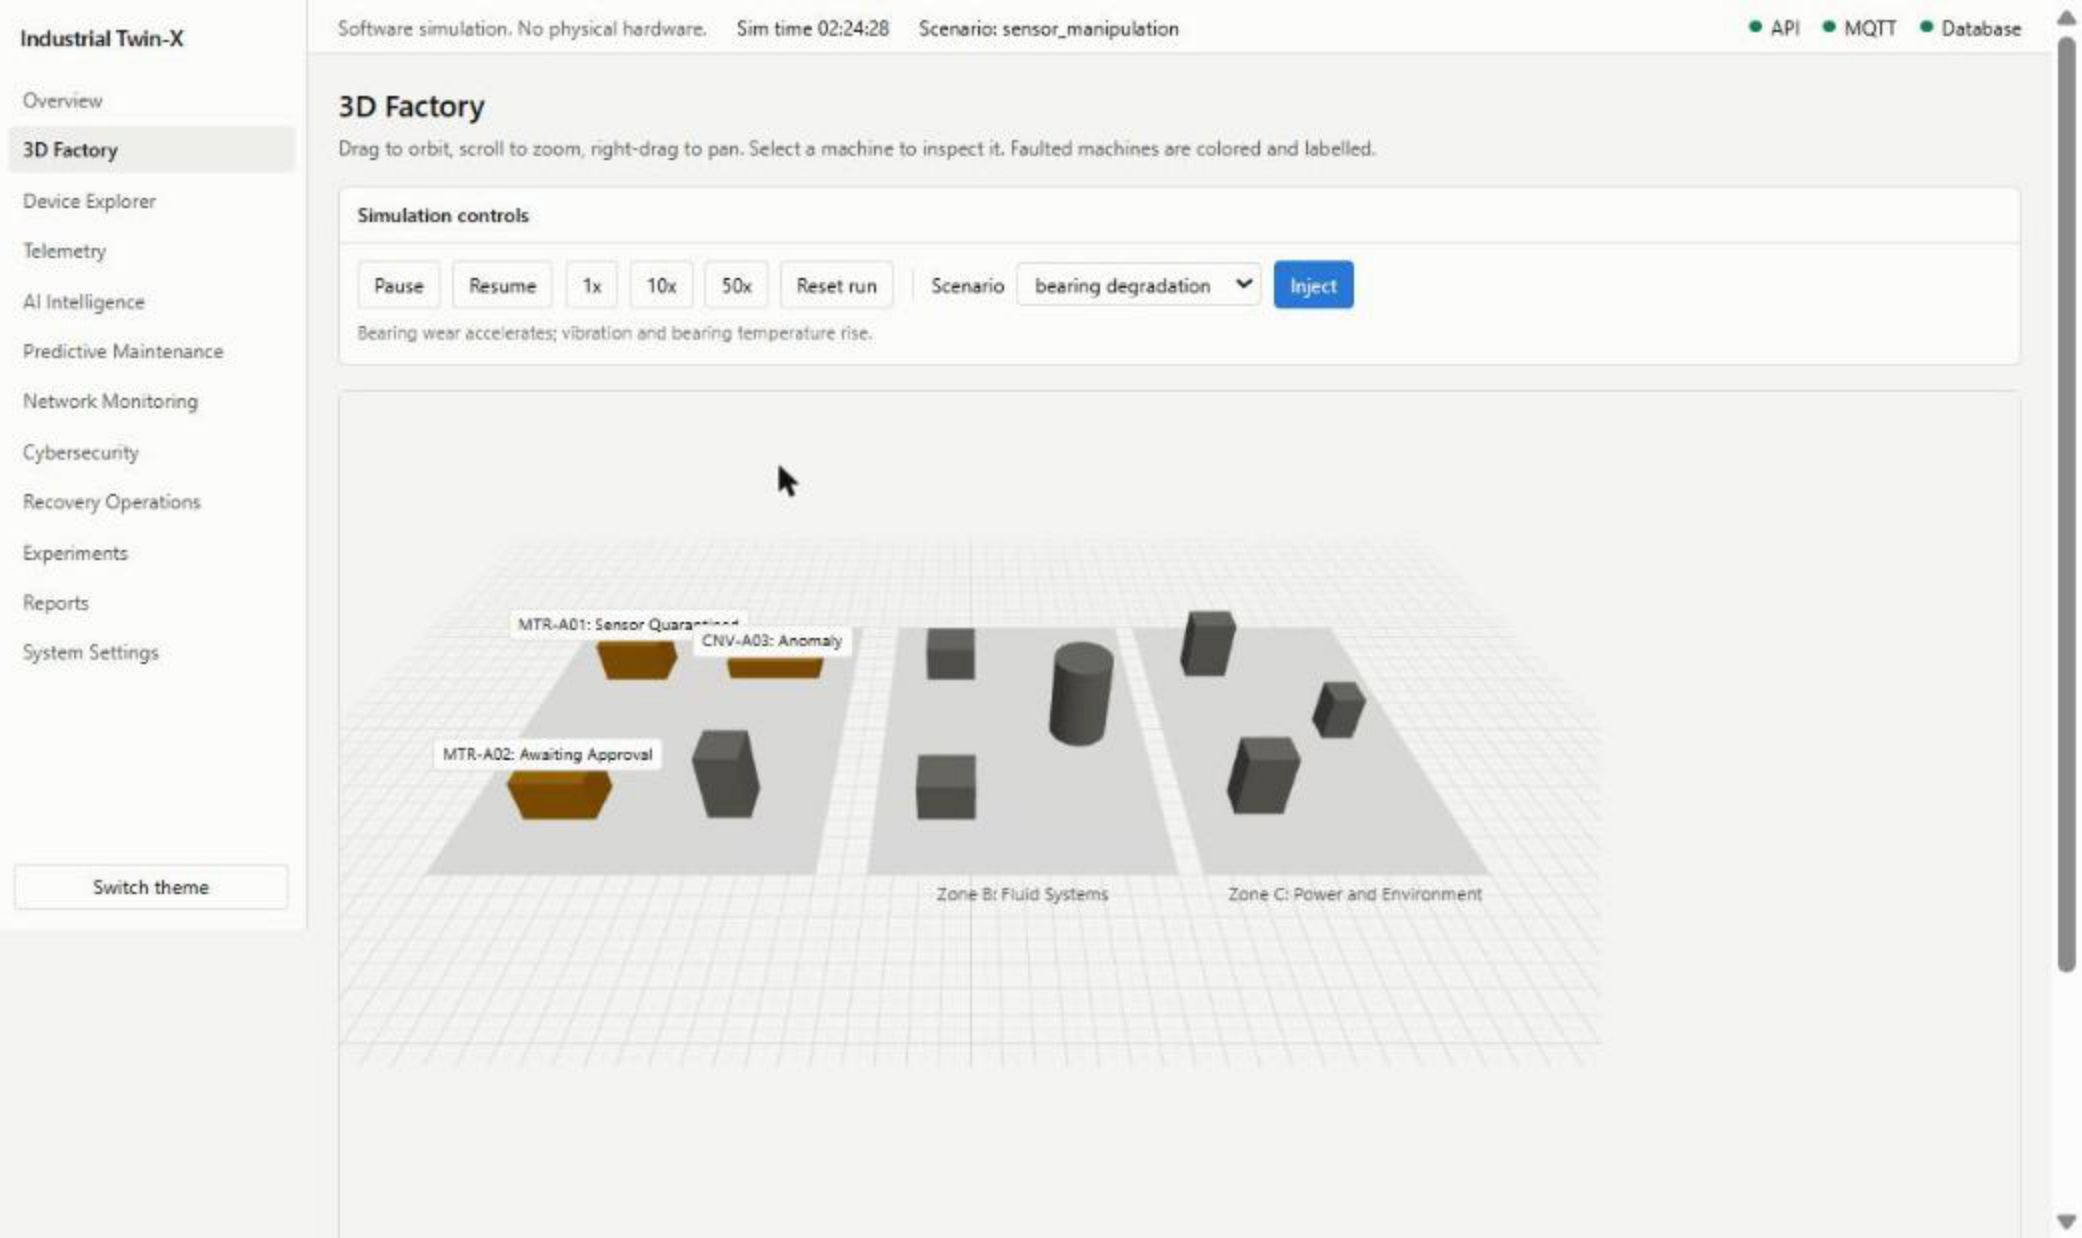 Industrial Twin-X
Overview
3D Factory
Device Explorer
Telemetry
AI Intelligence
Predictive Maintenance
Network Monitoring
Cybersecurity
Recovery Operations
Experiments
Reports
System Settings
Switch theme
Software simulation. No physical hardware. Sim time 02:24:28 Scenario: sensor_manipulation API MQTT Database
3D Factory
Drag to orbit, scroll to zoom, right-drag to pan. Select a machine to inspect it. Faulted machines are colored and labelled.
Simulation controls
Pause Resume 1x 10x 50x Reset run Scenario bearing degradation Inject
Bearing wear accelerates; vibration and bearing temperature rise.
MTR-A01: Sensor
CNV-A03: Anomaly
MTR-A02: Awaiting Approval
Zone B: Fluid Systems
Zone C: Power and Environment